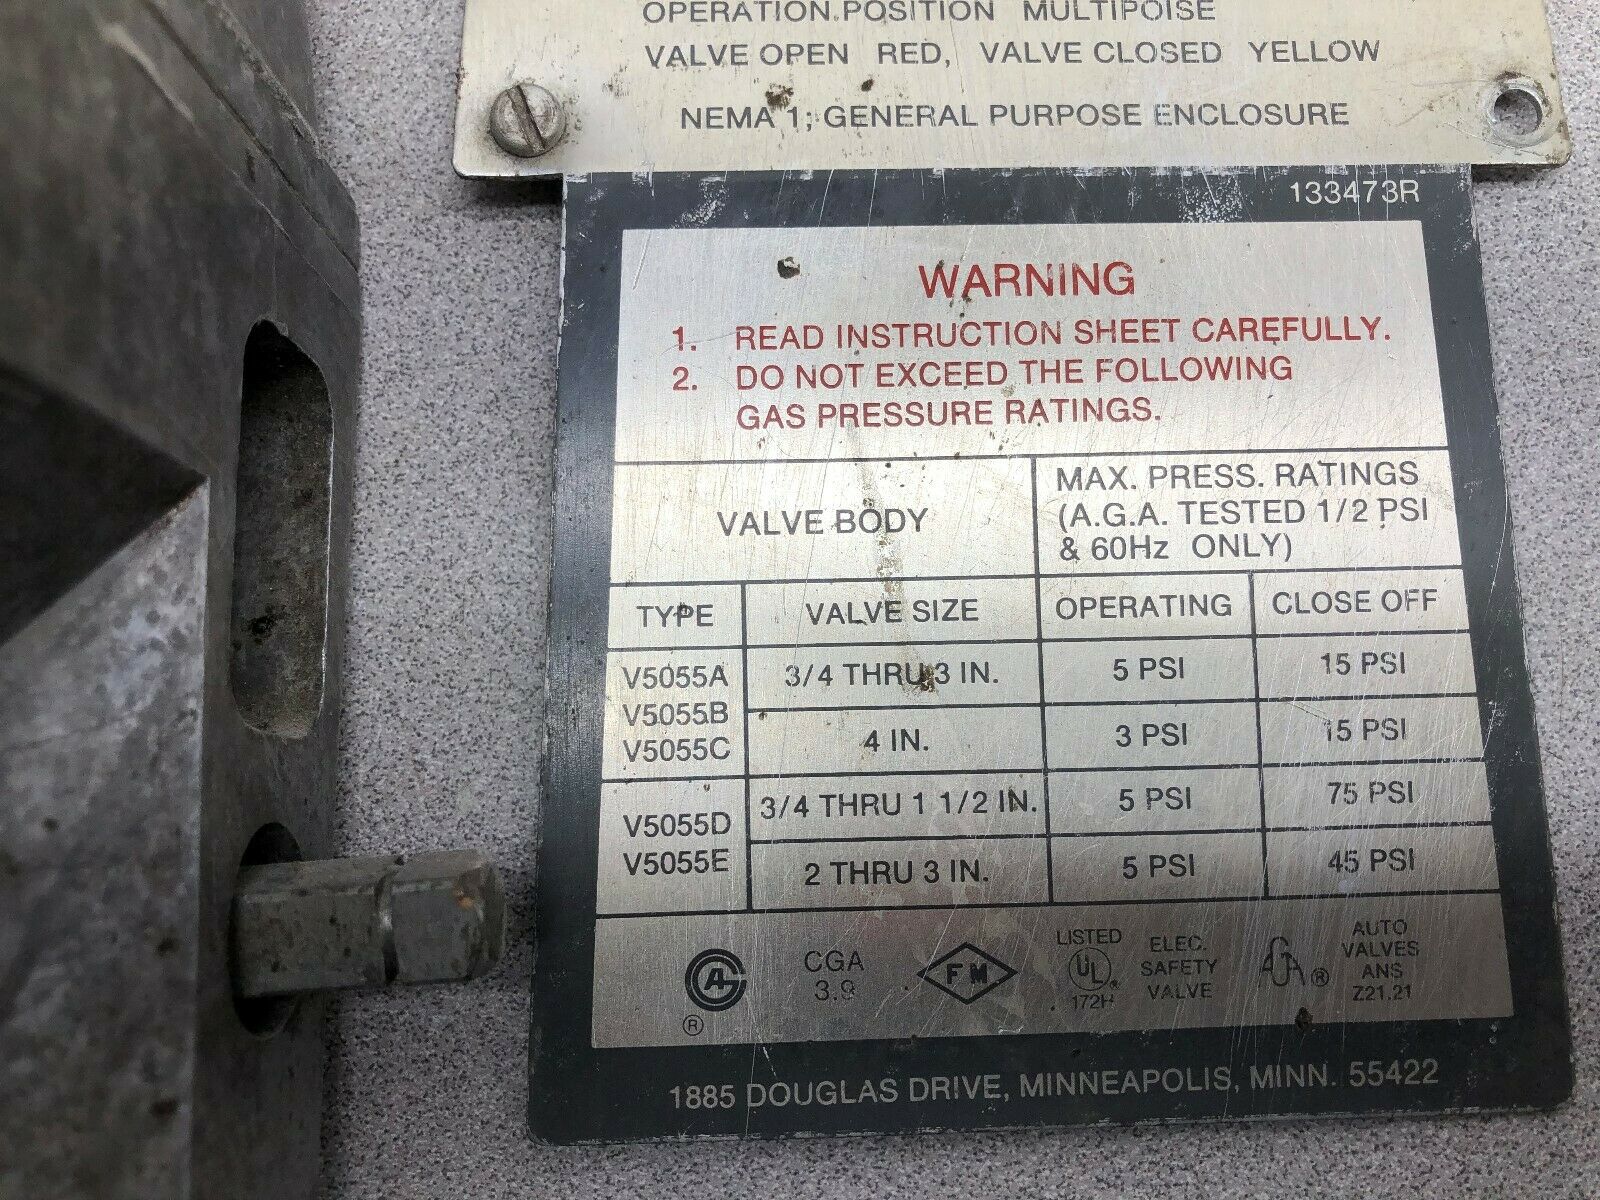 OPERATION POSITION MULTIPOISE
VALVE OPEN RED, VALVE CLOSED YELLOW
NEMA 1; GENERAL PURPOSE ENCLOSURE
133473R
WARNING
1. READ INSTRUCTION SHEET CAREFULLY.
2. DO NOT EXCEED THE FOLLOWING
GAS PRESSURE RATINGS.
VALVE BODY
MAX. PRESS. RATINGS
(A.G.A. TESTED 1/2 PSI
& 60Hz ONLY)
TYPE VALVE SIZE OPERATING CLOSE OFF
V5055A
V5055B
V5055C
3/4 THRU 3 IN. 5 PSI 15 PSI
4 IN. 3 PSI 15 PSI
V5055D
V5055E
3/4 THRU 1 1/2 IN. 5 PSI 75 PSI
2 THRU 3 IN. 5 PSI 45 PSI
AG
®
CGA
3.9
FM
LISTED
UL®
172H
ELEC.
SAFETY
VALVE
AGA®
AUTO
VALVES
ANS
Z21.21
1885 DOUGLAS DRIVE, MINNEAPOLIS, MINN. 55422